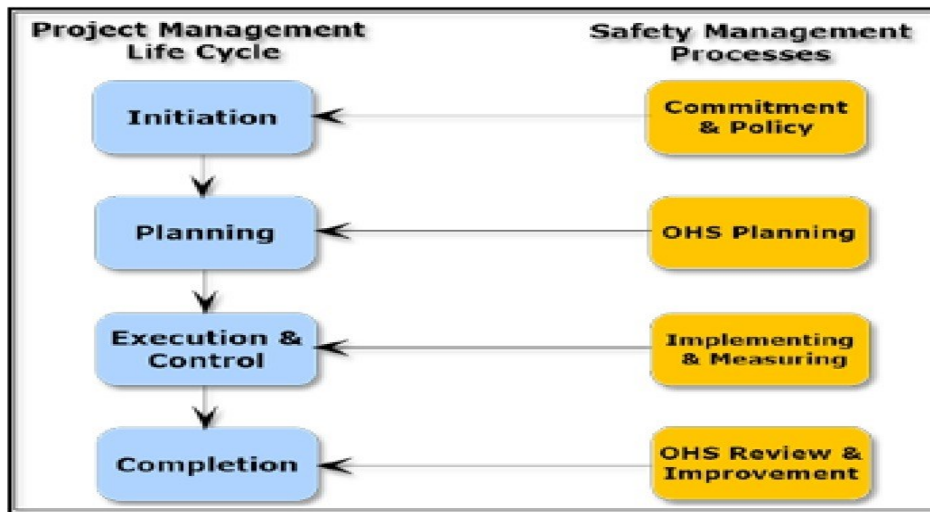 Project Management
Life Cycle
Safety Management
Processes
Initiation
Commitment
& Policy
Planning
OHS Planning
Execution &
Control
Implementing
& Measuring
Completion
OHS Review &
Improvement